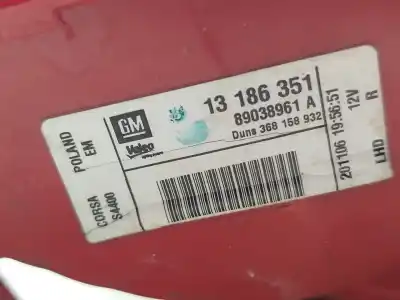 POLAND
EM
CORSA
S4400
GM
Valeo
13 186 351
89038961 A
Duns 368 158 932
201106 19:56:51
12V
R
LHD